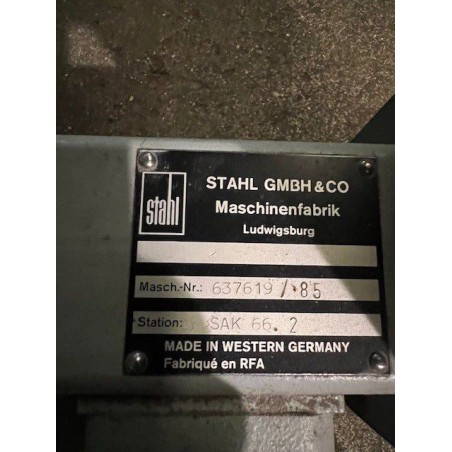 stahl
STAHL GMBH & CO
Maschinenfabrik
Ludwigsburg
Masch.-Nr.: 637619 / 85
Station: SAK 66.2
MADE IN WESTERN GERMANY
Fabriqué en RFA